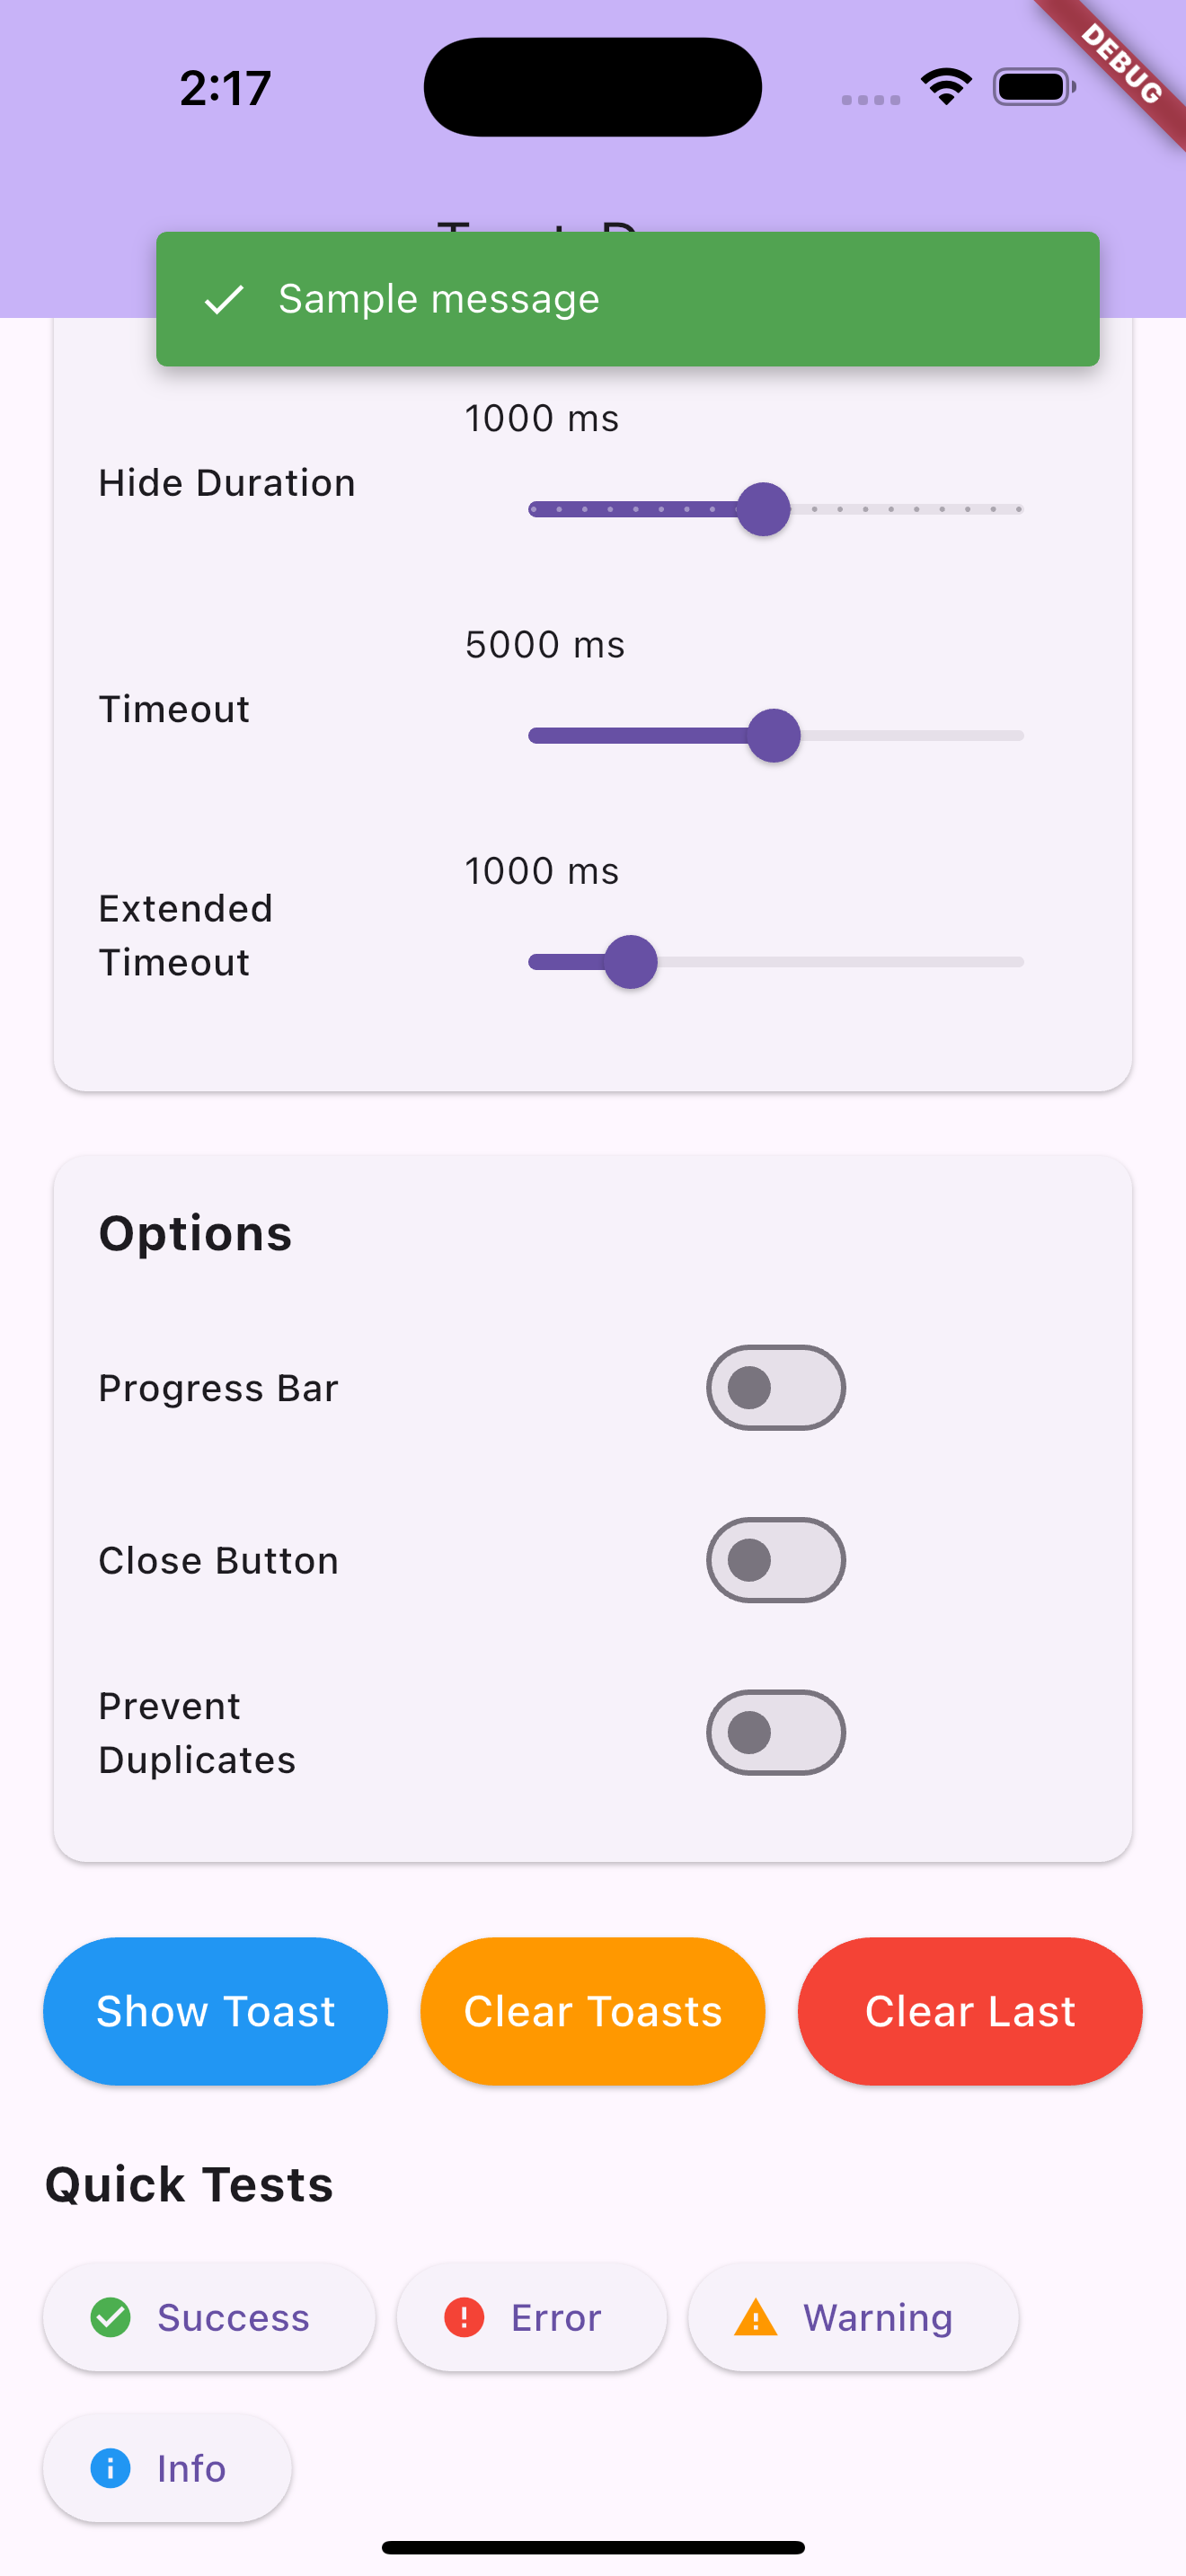 2:17
DEBUG
Sample message
1000 ms
Hide Duration
5000 ms
Timeout
1000 ms
Extended
Timeout
Options
Progress Bar
Close Button
Prevent
Duplicates
Show Toast
Clear Toasts
Clear Last
Quick Tests
Success
Error
Warning
Info